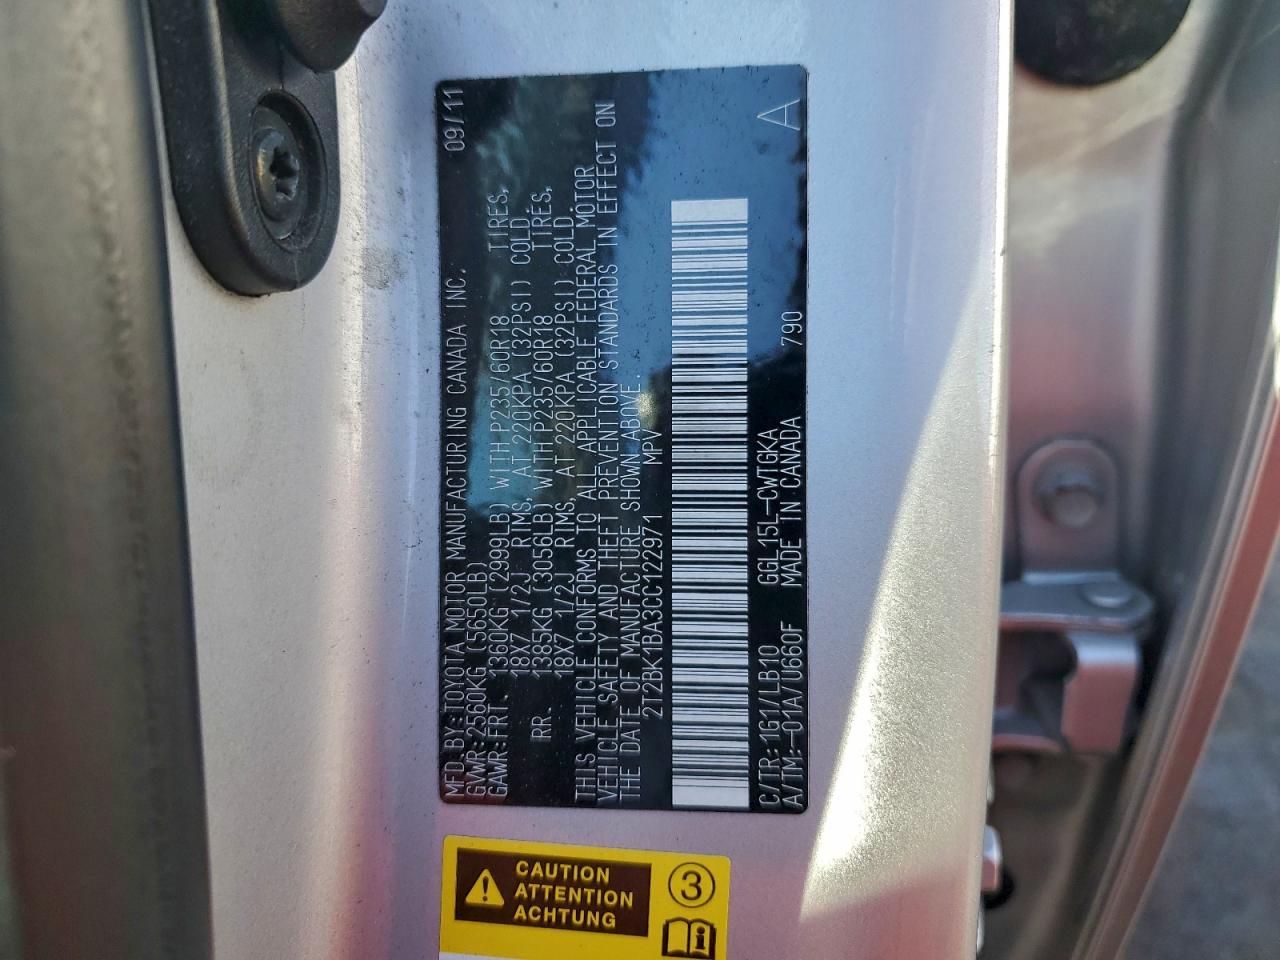 MFD.BY:TOYOTA MOTOR MANUFACTURING CANADA INC. 09/11
GVWR:2560KG (5650LB)
GAWR:FRT. 1360KG (2999LB) WITH P235/60R18 TIRES,
18X7 1/2J RIMS, AT 220KPA (32PSI) COLD.
RR. 1385KG (3056LB) WITH P235/60R18 TIRES,
18X7 1/2J RIMS, AT 220KPA (32PSI) COLD.
THIS VEHICLE CONFORMS TO ALL APPLICABLE FEDERAL MOTOR
VEHICLE SAFETY AND THEFT PREVENTION STANDARDS IN EFFECT ON
THE DATE OF MANUFACTURE SHOWN ABOVE.
2T2BK1BA3CC122971 MPV
C/TR:1G1/LB10 GGL15L-CWTGKA A
A/TM:-01A/U660F MADE IN CANADA 790
CAUTION
ATTENTION
ACHTUNG
3